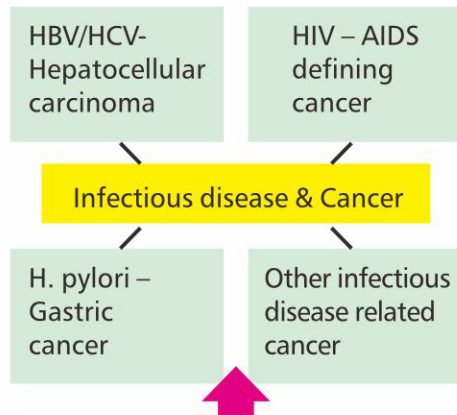 HBV/HCV-
Hepatocellular
carcinoma
HIV – AIDS
defining
cancer
Infectious disease & Cancer
H. pylori –
Gastric
cancer
Other infectious
disease related
cancer